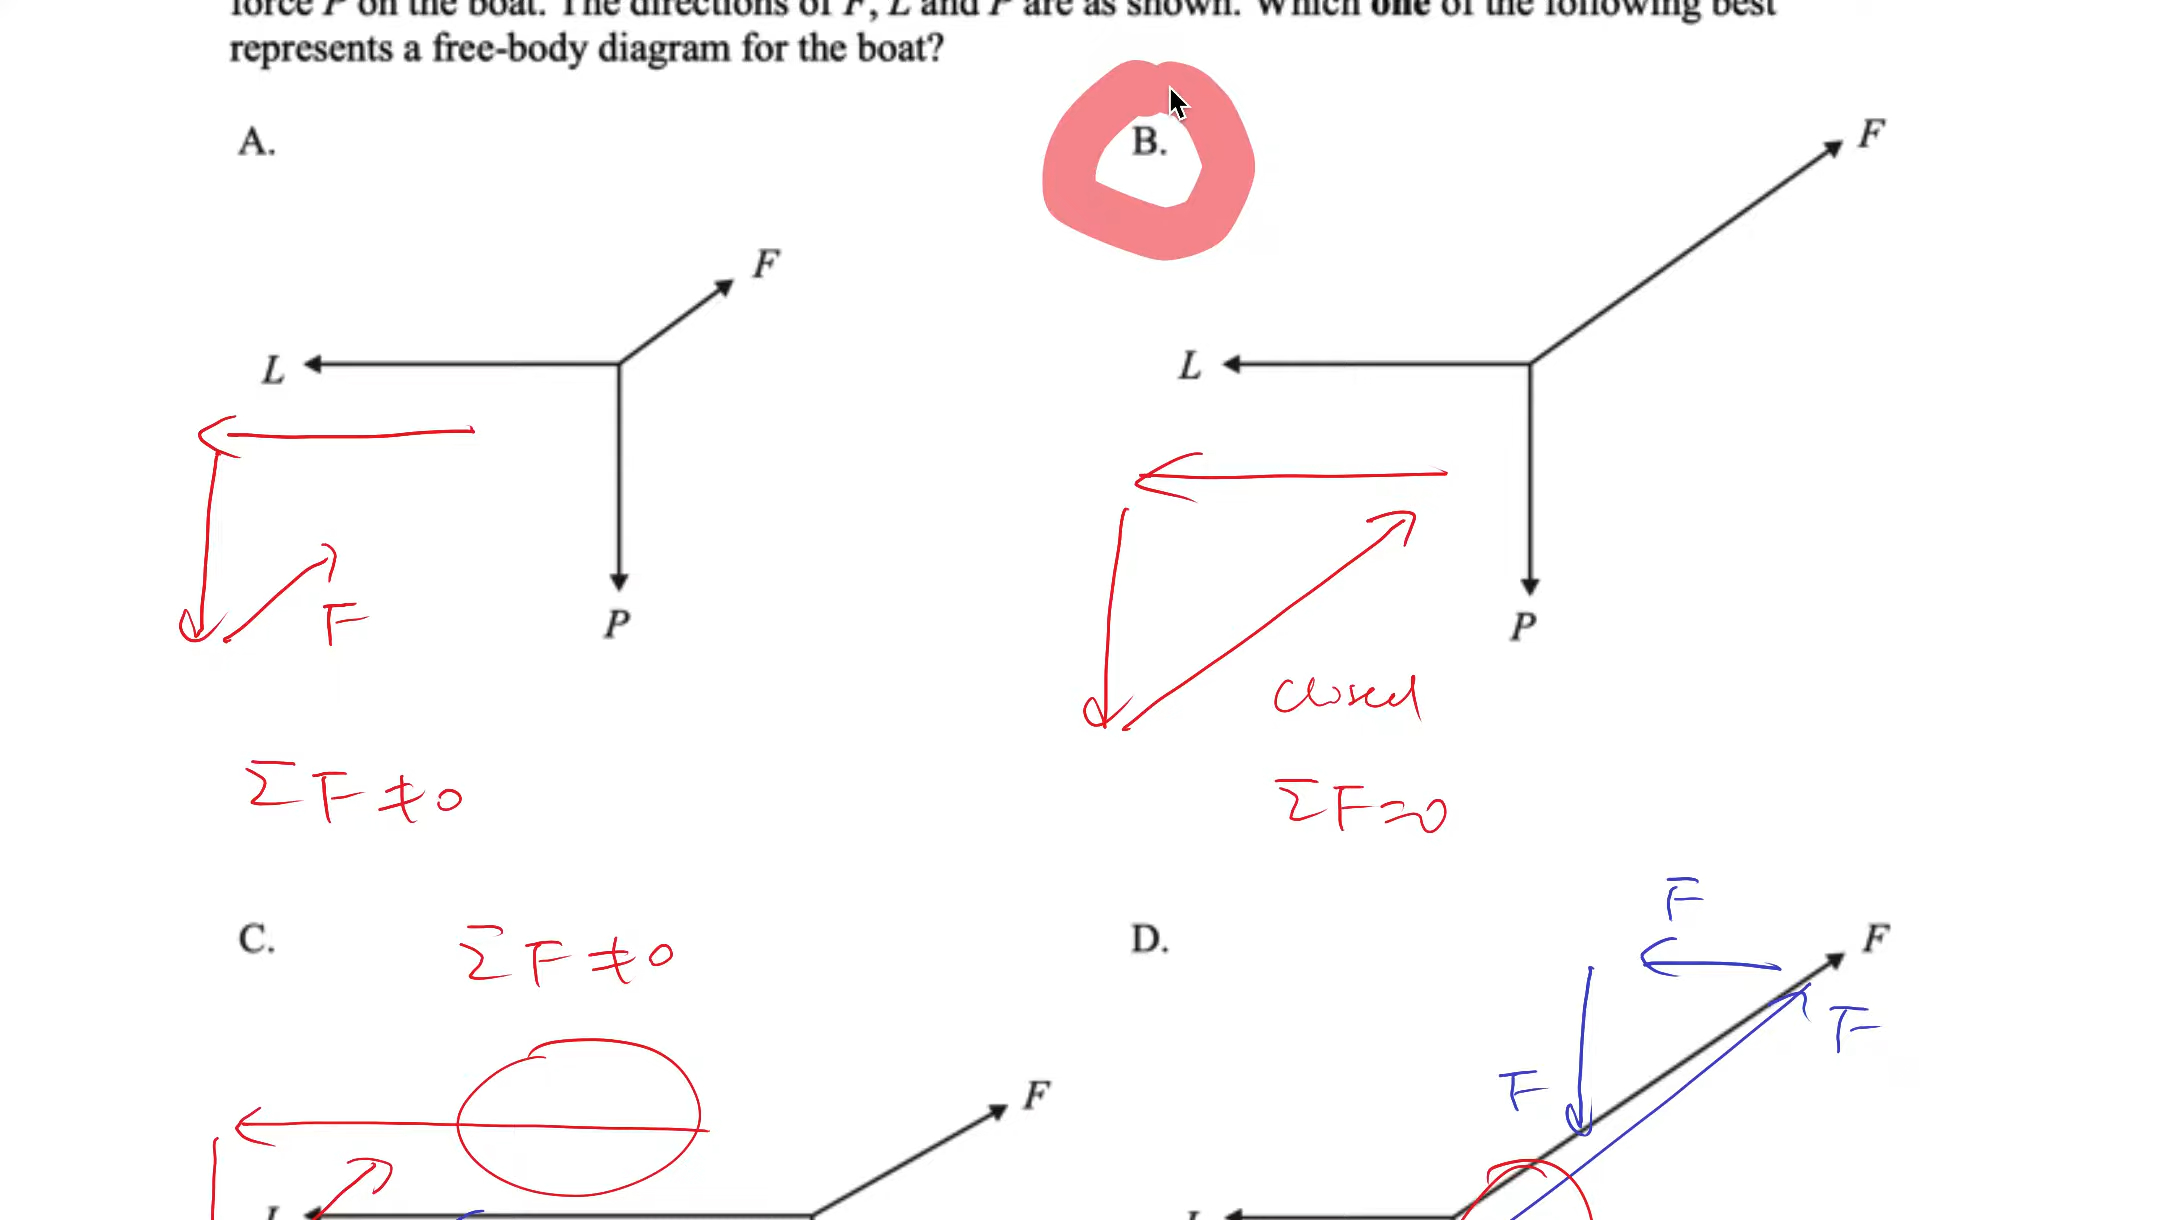 force P on the boat. The directions of F, L and P are as shown. Which one of the following best
represents a free-body diagram for the boat?
A.
B.
F
F
L
L
F
P
P
closed
ΣF≠0
ΣF=0
F
C.
ΣF≠0
D.
F
F
F
F
L
L